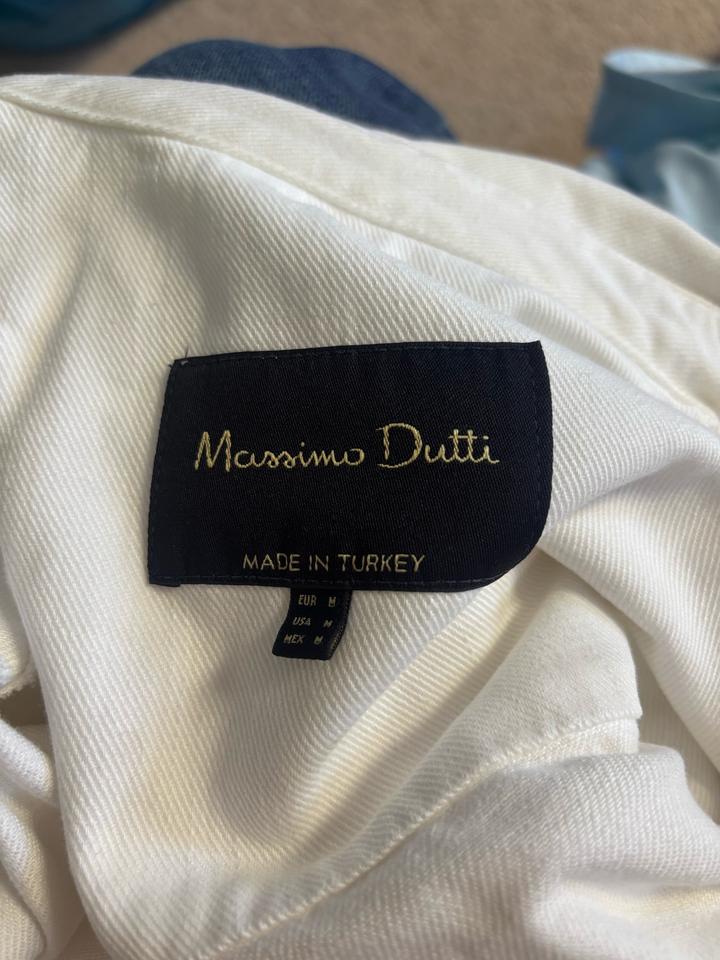 Massimo Dutti
MADE IN TURKEY
EUR M
USA M
MEX M